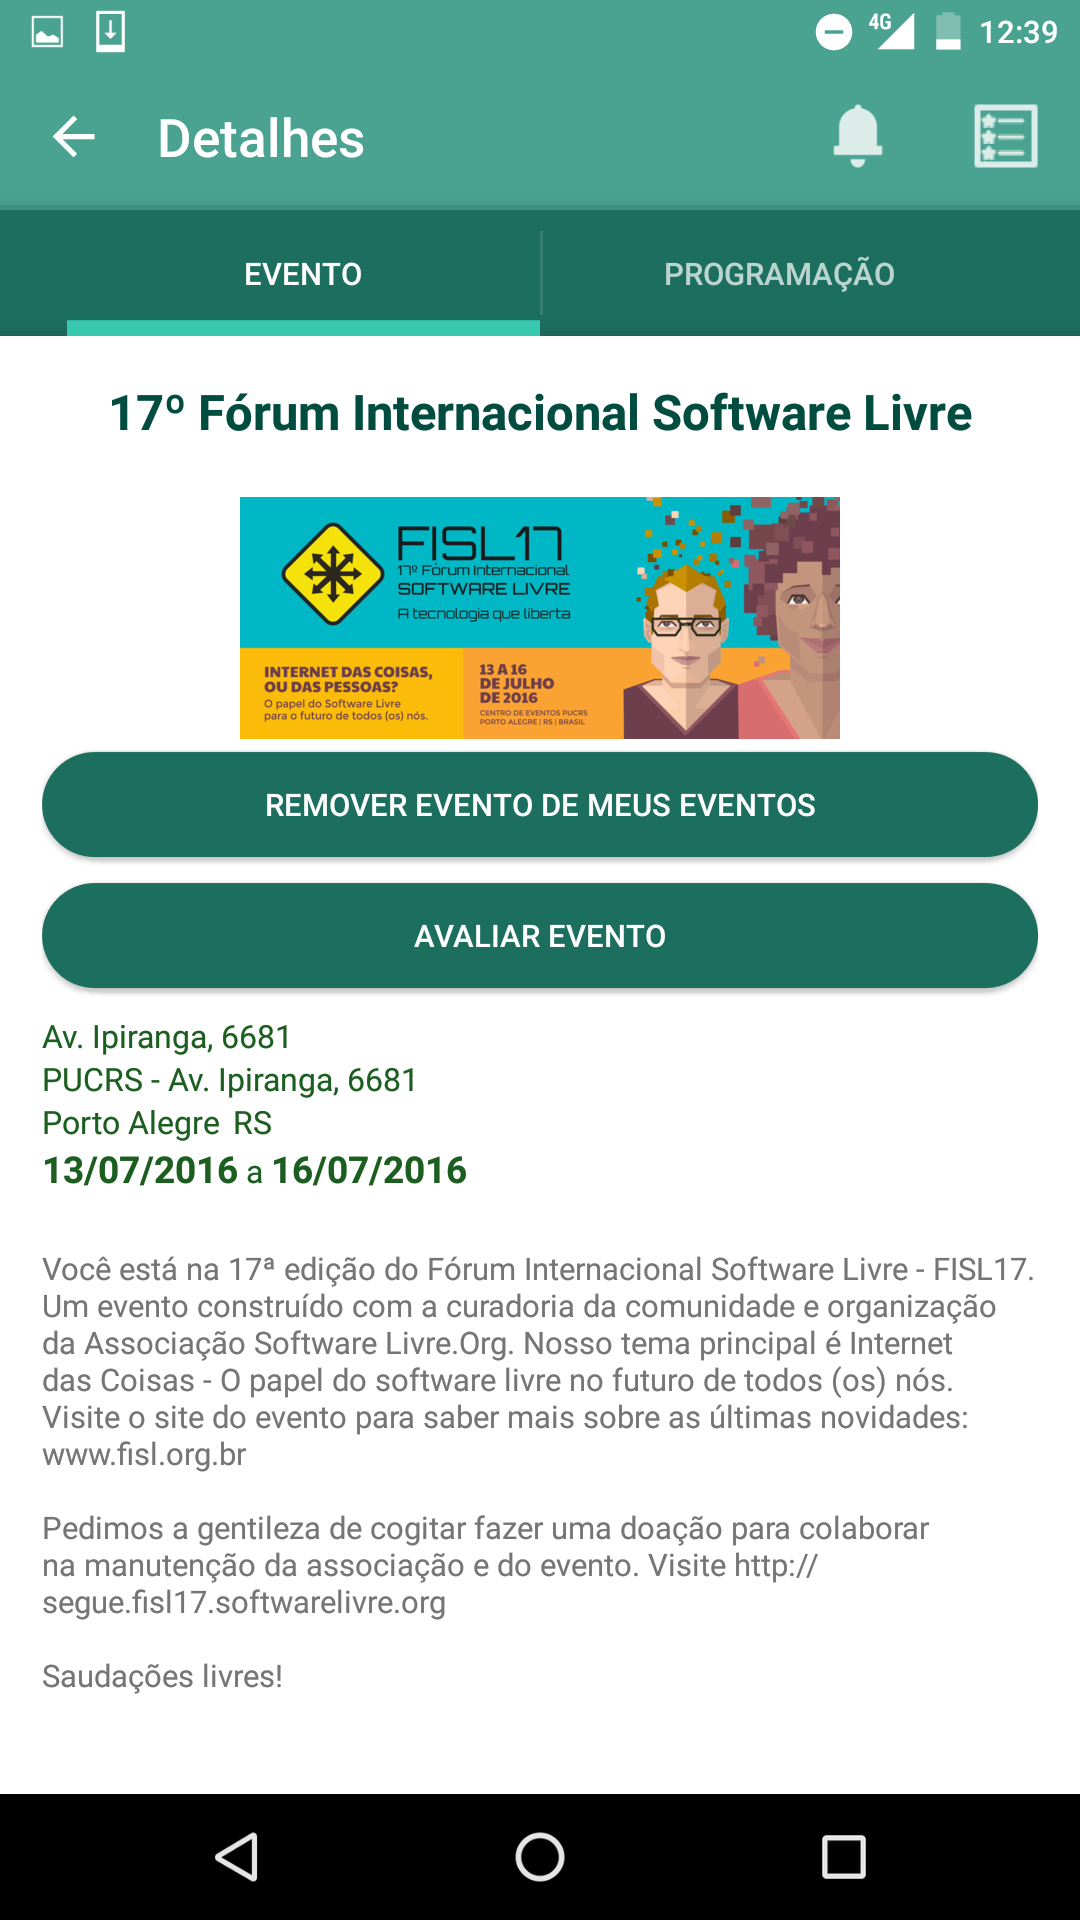 4G 12:39
Detalhes
EVENTO PROGRAMAÇÃO
17º Fórum Internacional Software Livre
FISL17
17º Fórum Internacional
SOFTWARE LIVRE
A tecnologia que liberta
INTERNET DAS COISAS,
OU DAS PESSOAS?
O papel do Software Livre
para o futuro de todos (os) nós.
13 A 16
DE JULHO
DE 2016
CENTRO DE EVENTOS PUCRS
PORTO ALEGRE | RS | BRASIL
REMOVER EVENTO DE MEUS EVENTOS
AVALIAR EVENTO
Av. Ipiranga, 6681
PUCRS - Av. Ipiranga, 6681
Porto Alegre RS
13/07/2016 a 16/07/2016
Você está na 17ª edição do Fórum Internacional Software Livre - FISL17.
Um evento construído com a curadoria da comunidade e organização
da Associação Software Livre.Org. Nosso tema principal é Internet
das Coisas - O papel do software livre no futuro de todos (os) nós.
Visite o site do evento para saber mais sobre as últimas novidades:
www.fisl.org.br
Pedimos a gentileza de cogitar fazer uma doação para colaborar
na manutenção da associação e do evento. Visite http://
segue.fisl17.softwarelivre.org
Saudações livres!